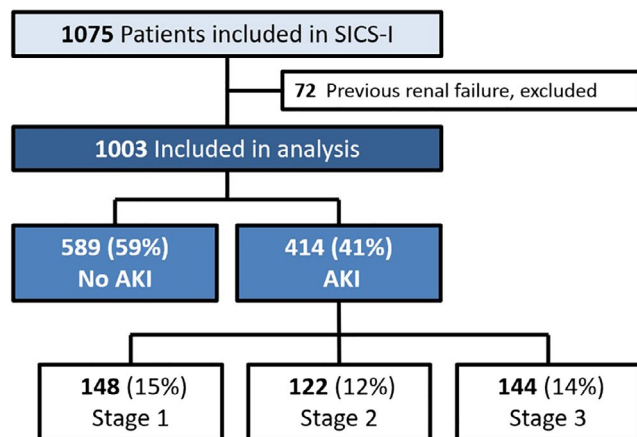 1075 Patients included in SICS-I
72 Previous renal failure, excluded
1003 Included in analysis
589 (59%)
No AKI
414 (41%)
AKI
148 (15%)
Stage 1
122 (12%)
Stage 2
144 (14%)
Stage 3